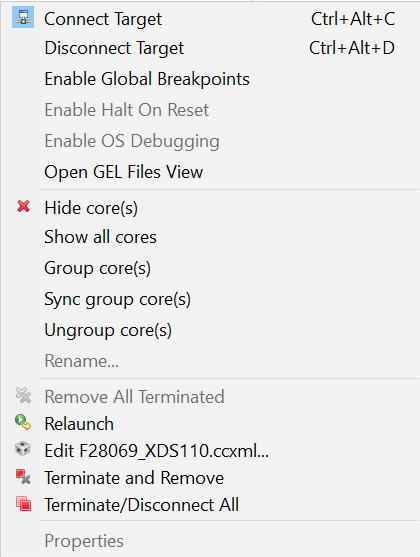 Connect Target Ctrl+Alt+C
Disconnect Target Ctrl+Alt+D
Enable Global Breakpoints
Enable Halt On Reset
Enable OS Debugging
Open GEL Files View
Hide core(s)
Show all cores
Group core(s)
Sync group core(s)
Ungroup core(s)
Rename...
Remove All Terminated
Relaunch
Edit F28069_XDS110.ccxml...
Terminate and Remove
Terminate/Disconnect All
Properties